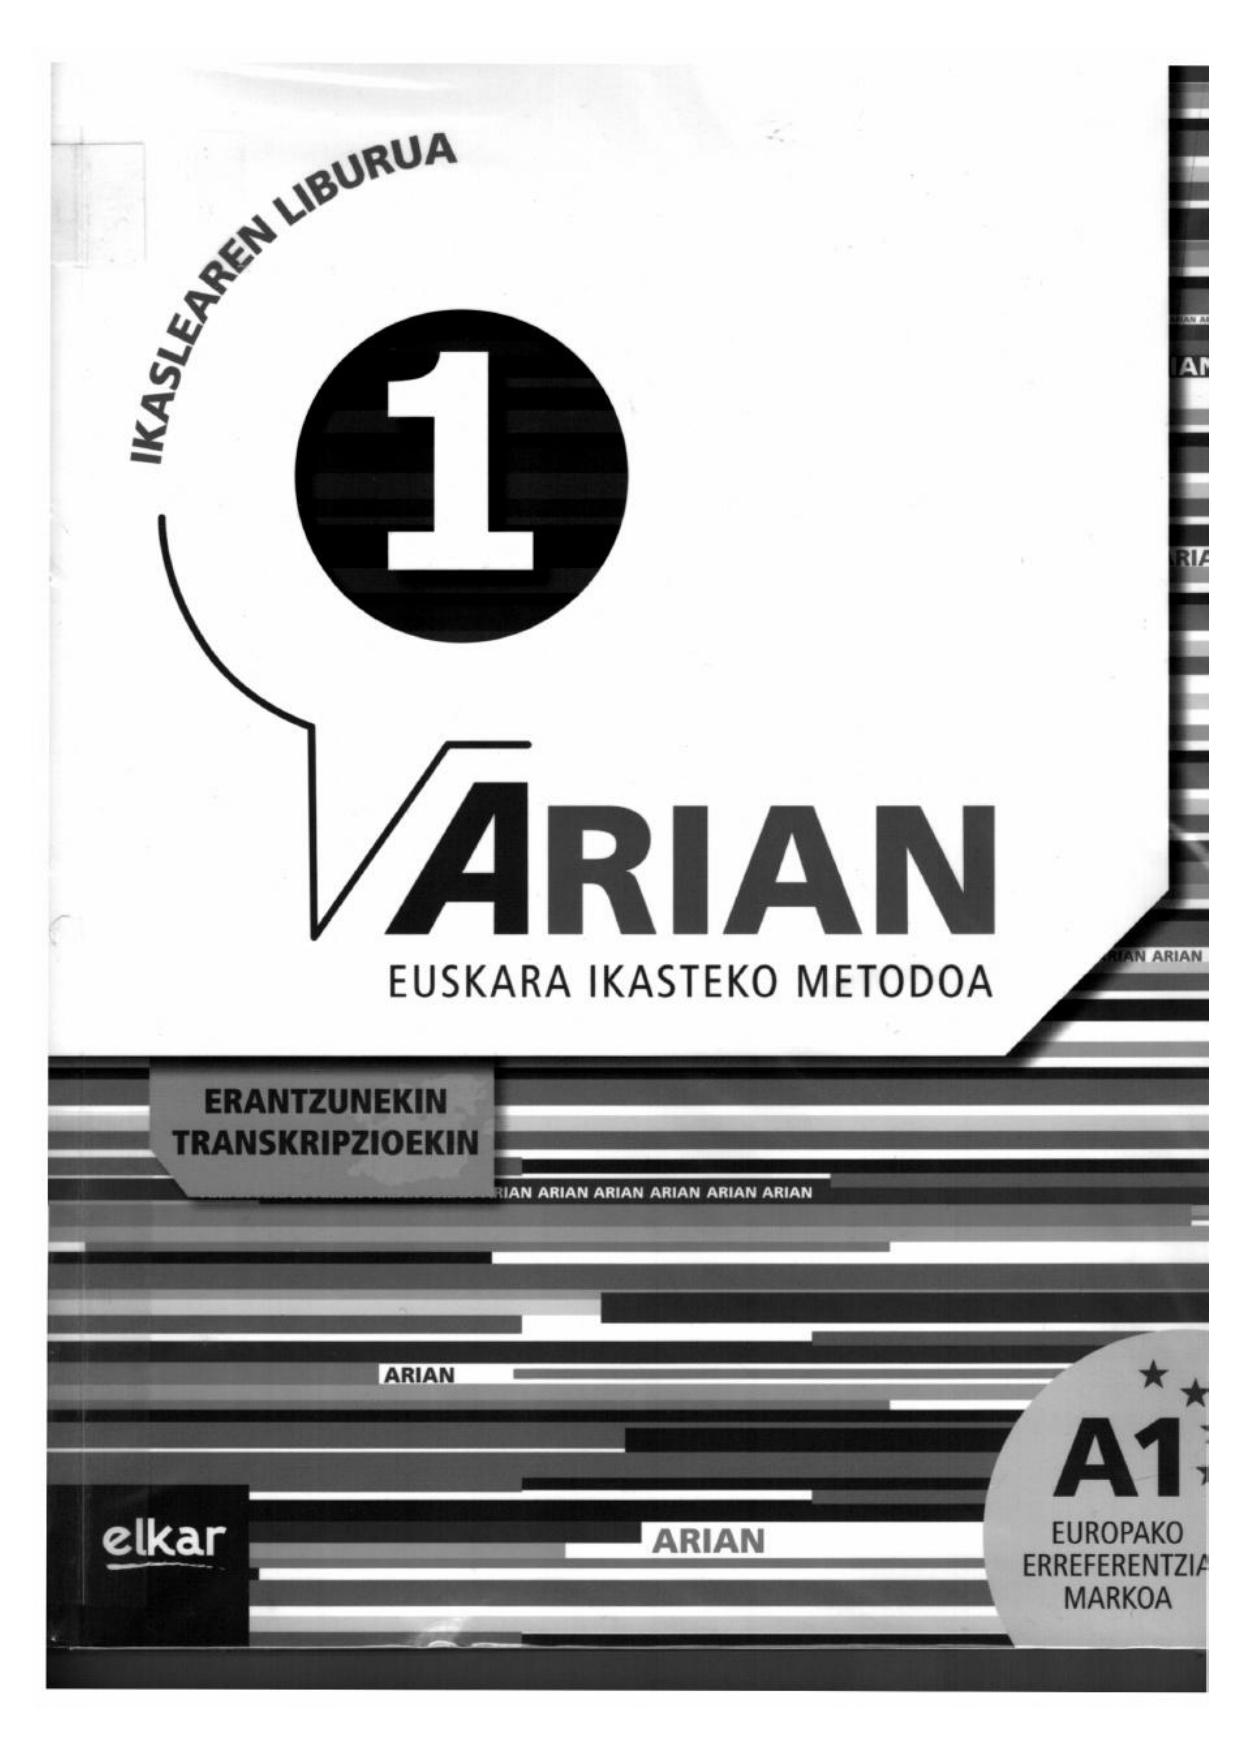 IKASLEAREN LIBURUA
1
ARIAN
EUSKARA IKASTEKO METODOA
ERANTZUNEKIN
TRANSKRIPZIOEKIN
ARIAN ARIAN ARIAN ARIAN ARIAN
ARIAN
ARIAN
ARIAN
elkar
A1
EUROPAKO
ERREFERENTZIA
MARKOA